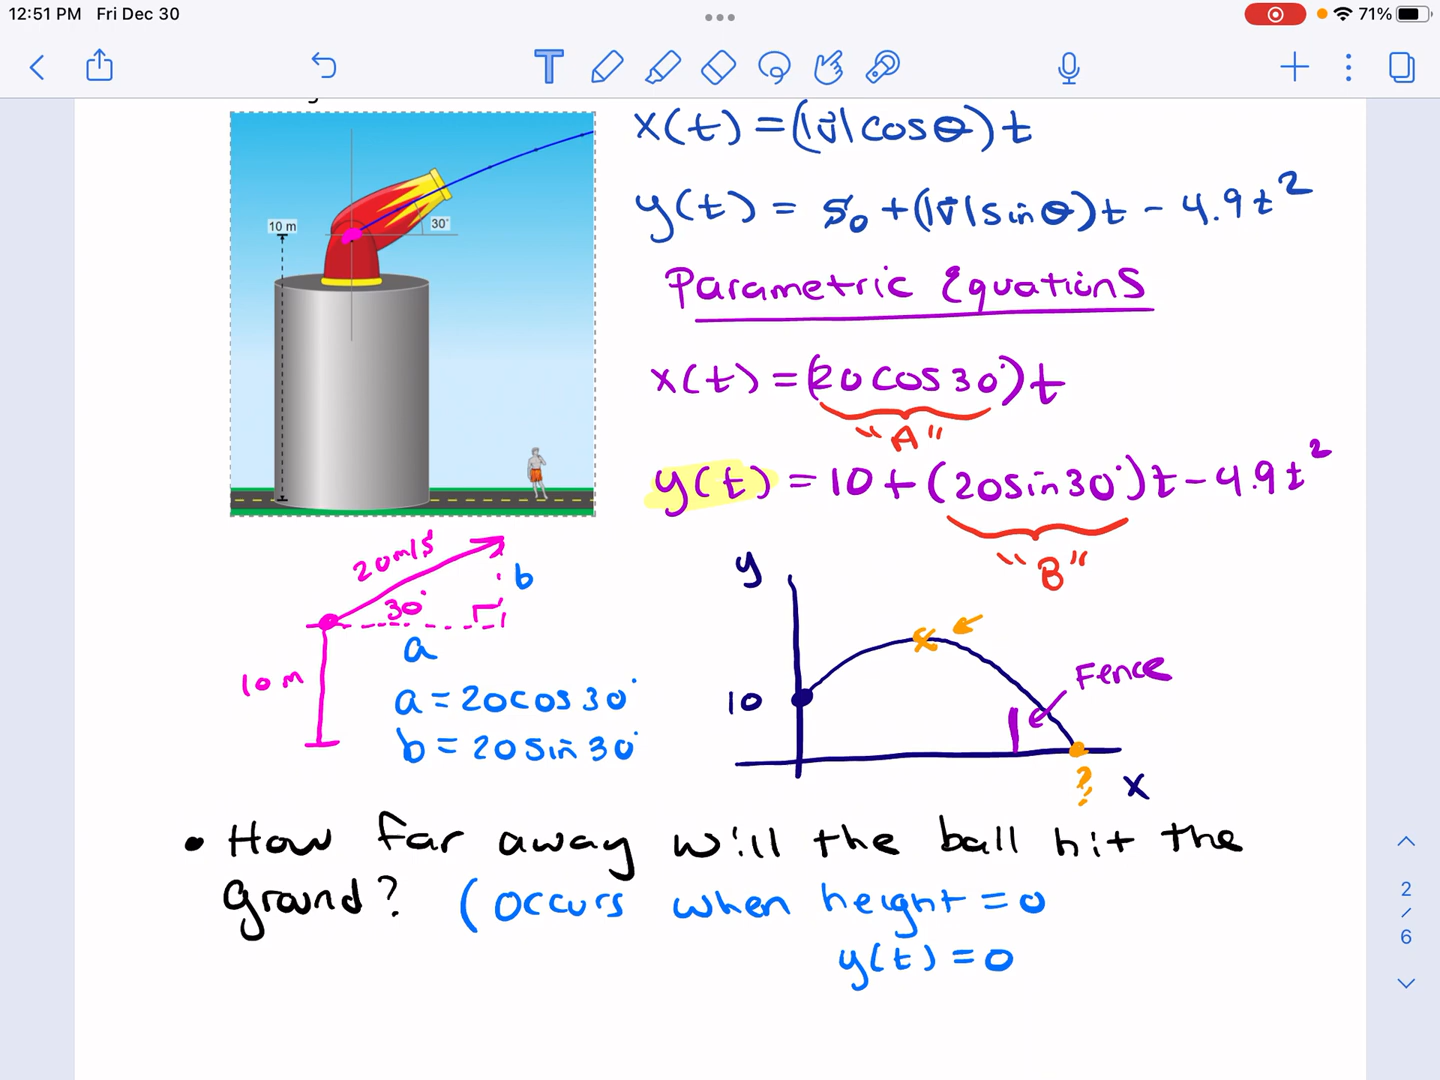 12:51 PM Fri Dec 30
71%
x(t) = (|v⃗|cosθ)t
y(t) = s₀ + (|v⃗|sinθ)t - 4.9t²
Parametric Equations
10 m
30°
x(t) = (20cos30°)t
"A"
y(t) = 10 + (20sin30°)t - 4.9t²
"B"
20m/s
30°
b
a
10 m
a = 20cos30°
b = 20sin30°
y
10
Fence
?
x
• How far away will the ball hit the
ground? (occurs when height = 0
y(t) = 0
2
/
6